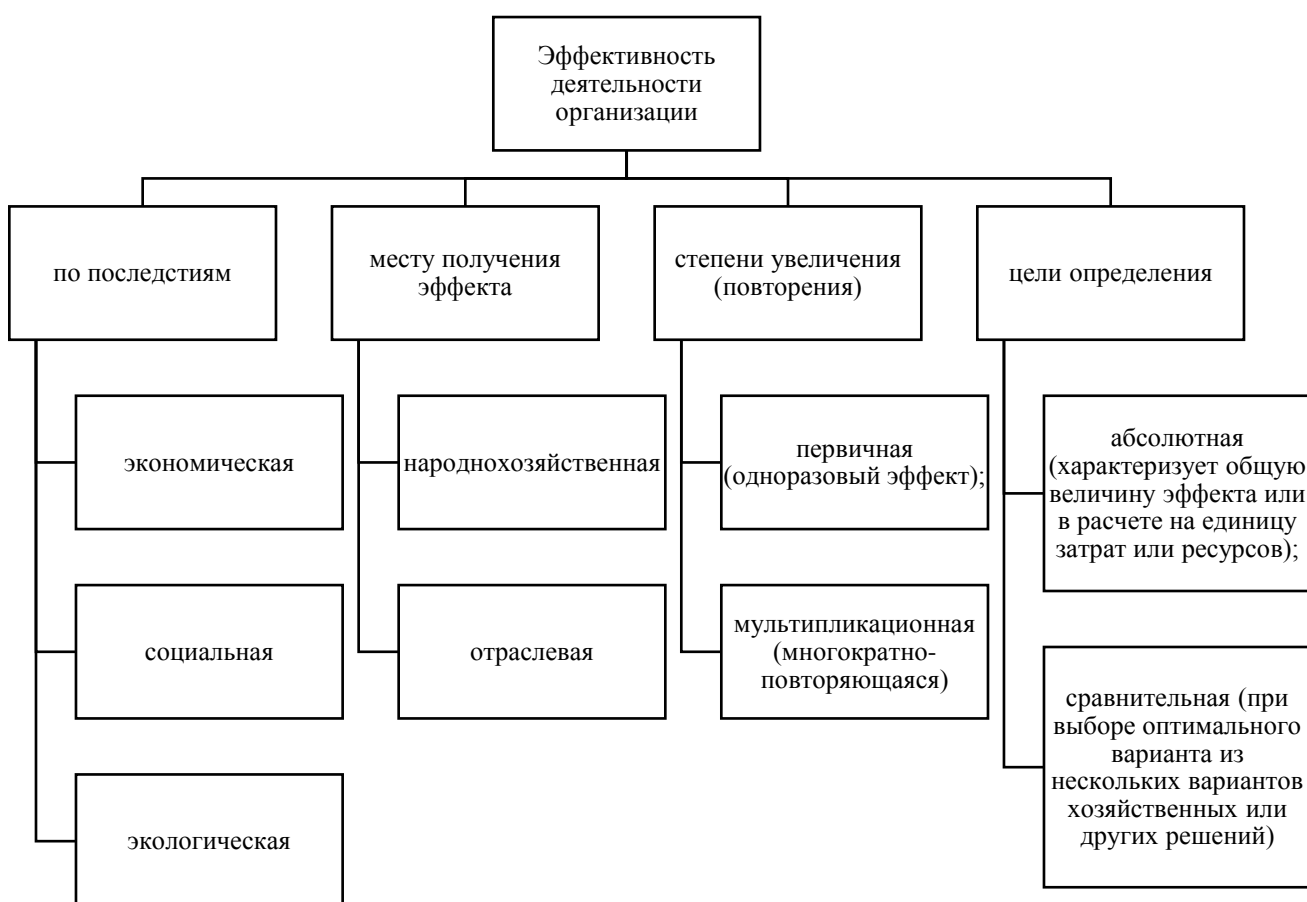 Эффективность
деятельности
организации
по последстиям
месту получения
эффекта
степени увеличения
(повторения)
цели определения
экономическая
социальная
экологическая
народнохозяйственная
отраслевая
первичная
(одноразовый эффект);
мультипликационная
(многократно-
повторяющаяся)
абсолютная
(характеризует общую
величину эффекта или
в расчете на единицу
затрат или ресурсов);
сравнительная (при
выборе оптимального
варианта из
нескольких вариантов
хозяйственных или
других решений)